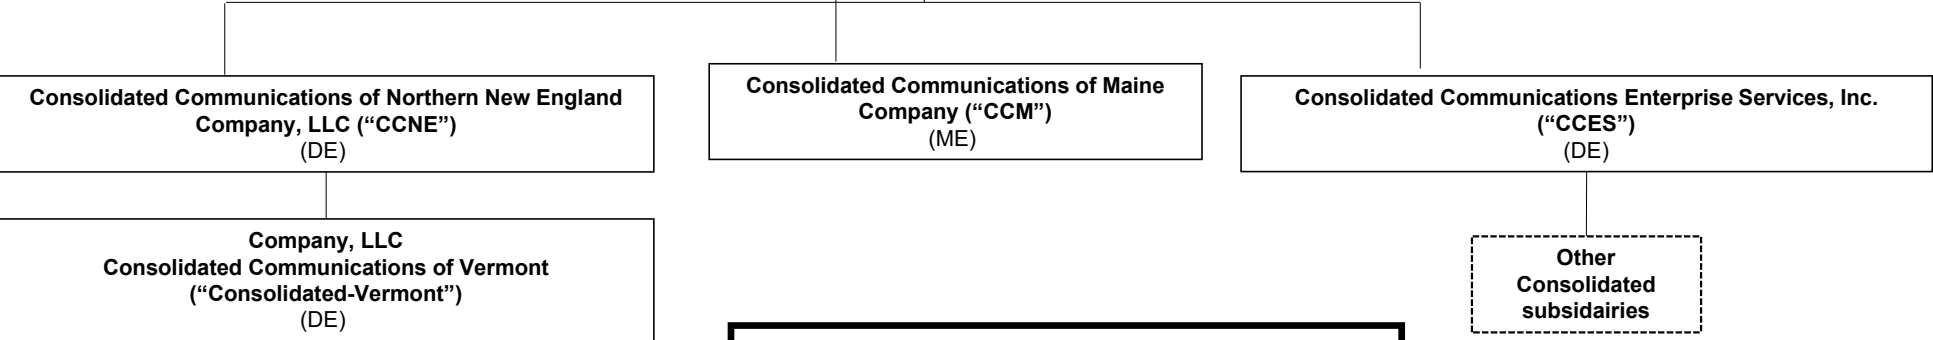 Consolidated Communications of Northern New England
Company, LLC (“CCNE”)
(DE)
Consolidated Communications of Maine
Company (“CCM”)
(ME)
Consolidated Communications Enterprise Services, Inc.
(“CCES”)
(DE)
Company, LLC
Consolidated Communications of Vermont
(“Consolidated-Vermont”)
(DE)
Other
Consolidated
subsidairies